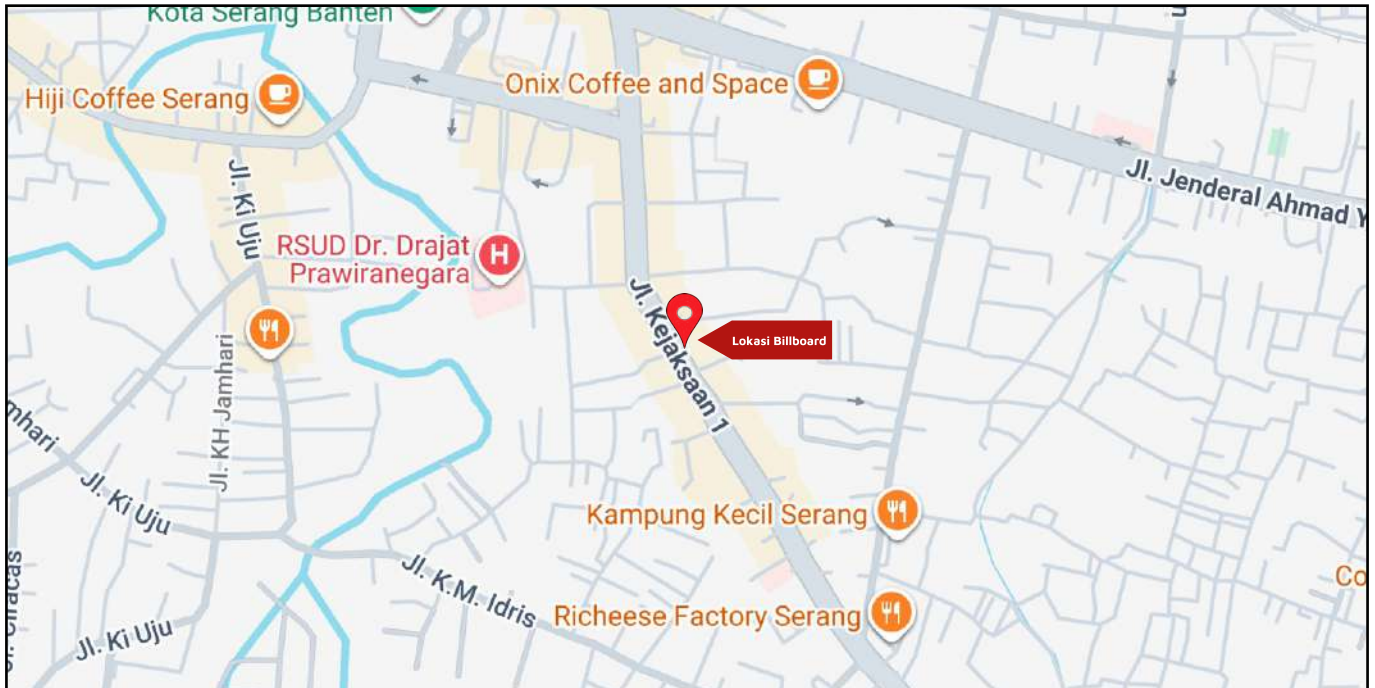 Kota Serang Banten
Hiji Coffee Serang
Onix Coffee and Space
Jl. Ki Uju
Jl. Jenderal Ahmad Y
RSUD Dr. Drajat
Prawiranegara
H
Jl. Kejaksaan 1
Lokasi Billboard
Jl. KH Jamhari
mhari
Jl. Ki Uju
Kampung Kecil Serang
Jl. K.M. Idris
Co
Richeese Factory Serang
Jl. Ciracas
Jl. Ki Uju